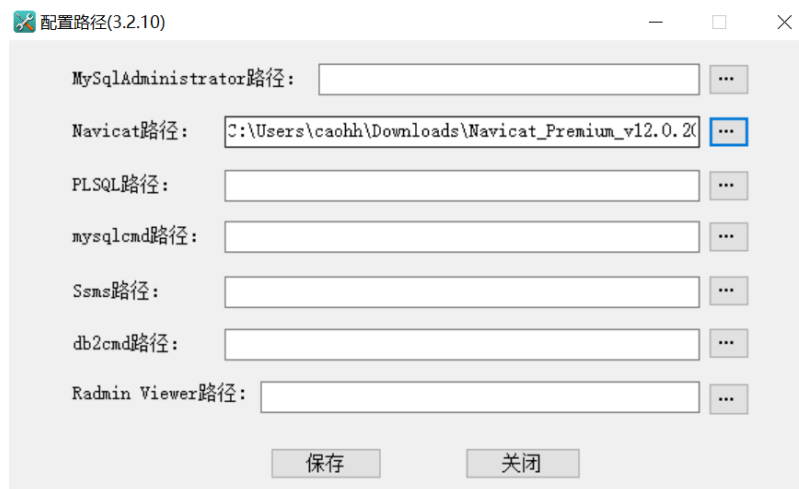 配置路径(3.2.10)
MySqlAdministrator路径: ...
Navicat路径: C:\Users\caohh\Downloads\Navicat_Premium_v12.0.2 ...
PLSQL路径: ...
mysqlcmd路径: ...
Ssms路径: ...
db2cmd路径: ...
Radmin Viewer路径: ...
保存 关闭